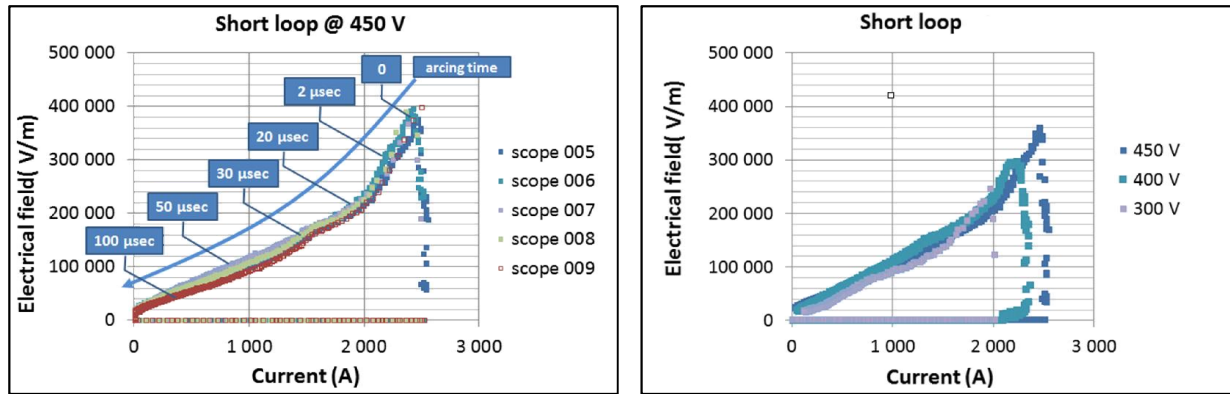 Short loop @ 450 V
500 000
400 000
300 000
200 000
100 000
0
0
1 000
2 000
3 000
Electrical field( V/m)
Current (A)
0
arcing time
2 µsec
20 µsec
30 µsec
50 µsec
100 µsec
scope 005
scope 006
scope 007
scope 008
scope 009
Short loop
500 000
400 000
300 000
200 000
100 000
0
0
1 000
2 000
3 000
Electrical field( V/m)
Current (A)
450 V
400 V
300 V